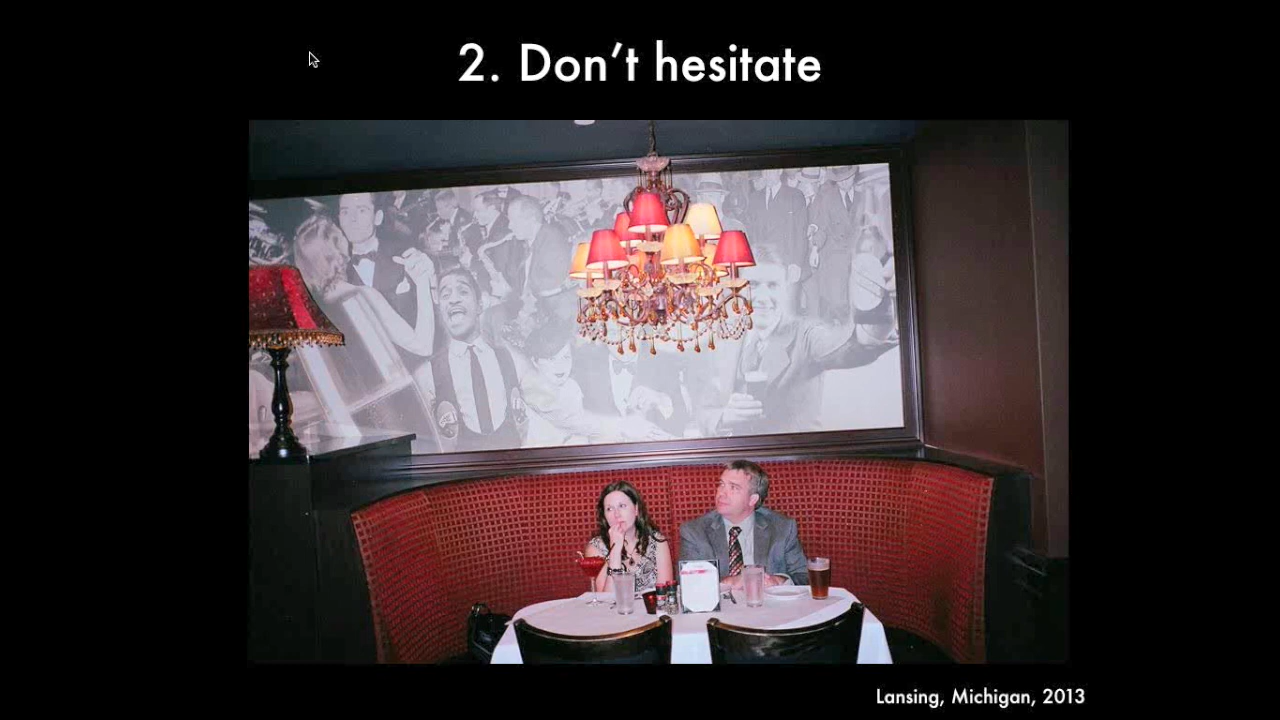 2. Don’t hesitate
Lansing, Michigan, 2013